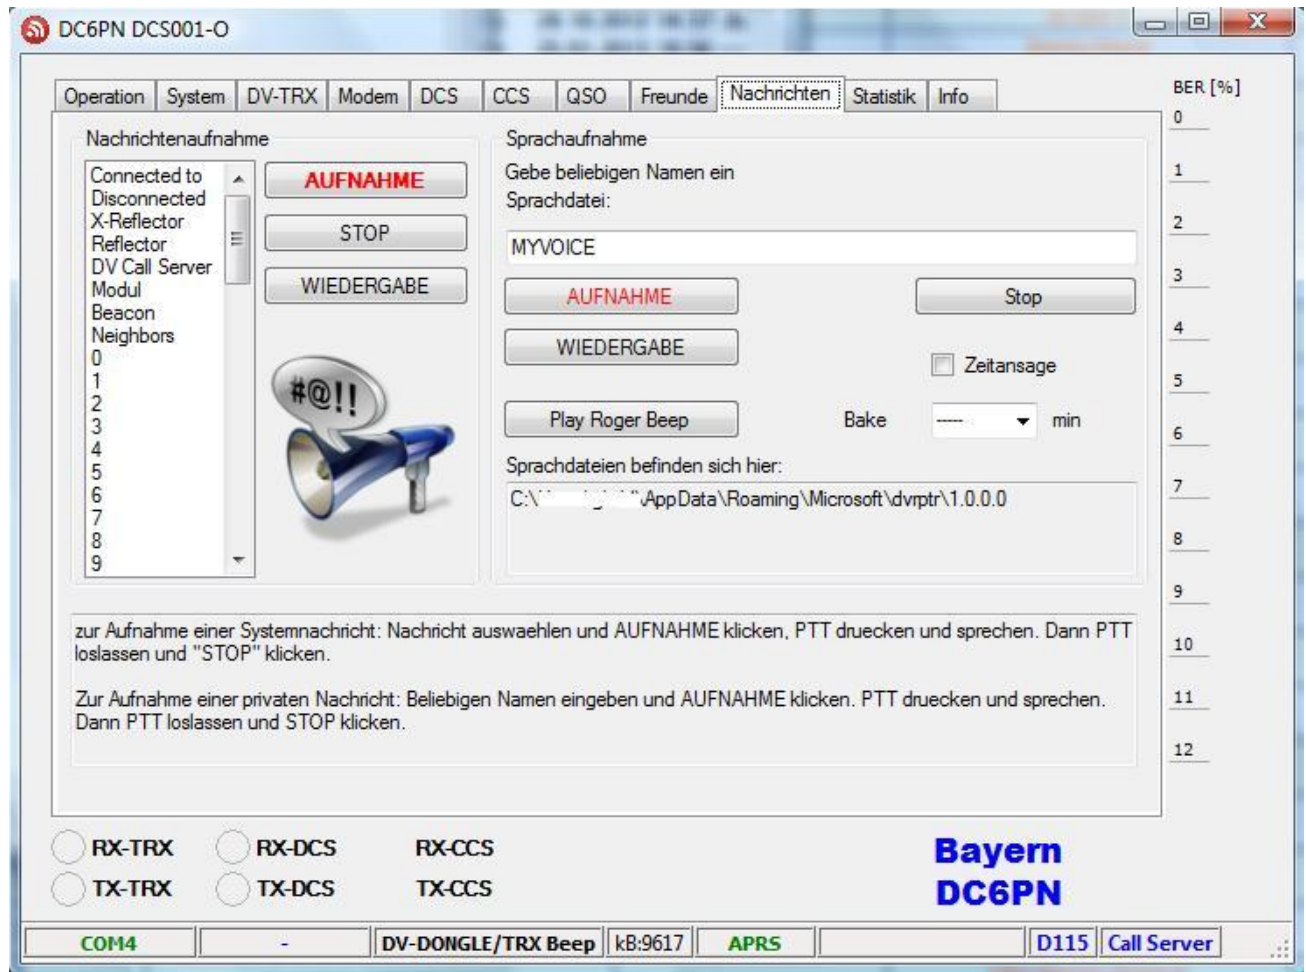 DC6PN DCS001-O
Operation System DV-TRX Modem DCS CCS QSO Freunde Nachrichten Statistik Info
BER [%]
0
1
2
3
4
5
6
7
8
9
10
11
12
Nachrichtenaufnahme
Connected to
Disconnected
X-Reflector
Reflector
DV Call Server
Modul
Beacon
Neighbors
0
1
2
3
4
5
6
7
8
9
AUFNAHME
STOP
WIEDERGABE
#@!!
Sprachaufnahme
Gebe beliebigen Namen ein
Sprachdatei:
MYVOICE
AUFNAHME Stop
WIEDERGABE
Zeitansage
Play Roger Beep Bake ----- min
Sprachdateien befinden sich hier:
C:\ \AppData\Roaming\Microsoft\dvrptr\1.0.0.0
zur Aufnahme einer Systemnachricht: Nachricht auswaehlen und AUFNAHME klicken, PTT druecken und sprechen. Dann PTT
loslassen und "STOP" klicken.
Zur Aufnahme einer privaten Nachricht: Beliebigen Namen eingeben und AUFNAHME klicken. PTT druecken und sprechen.
Dann PTT loslassen und STOP klicken.
RX-TRX RX-DCS RX-CCS
TX-TRX TX-DCS TX-CCS
Bayern
DC6PN
COM4 - DV-DONGLE/TRX Beep kB:9617 APRS D115 Call Server